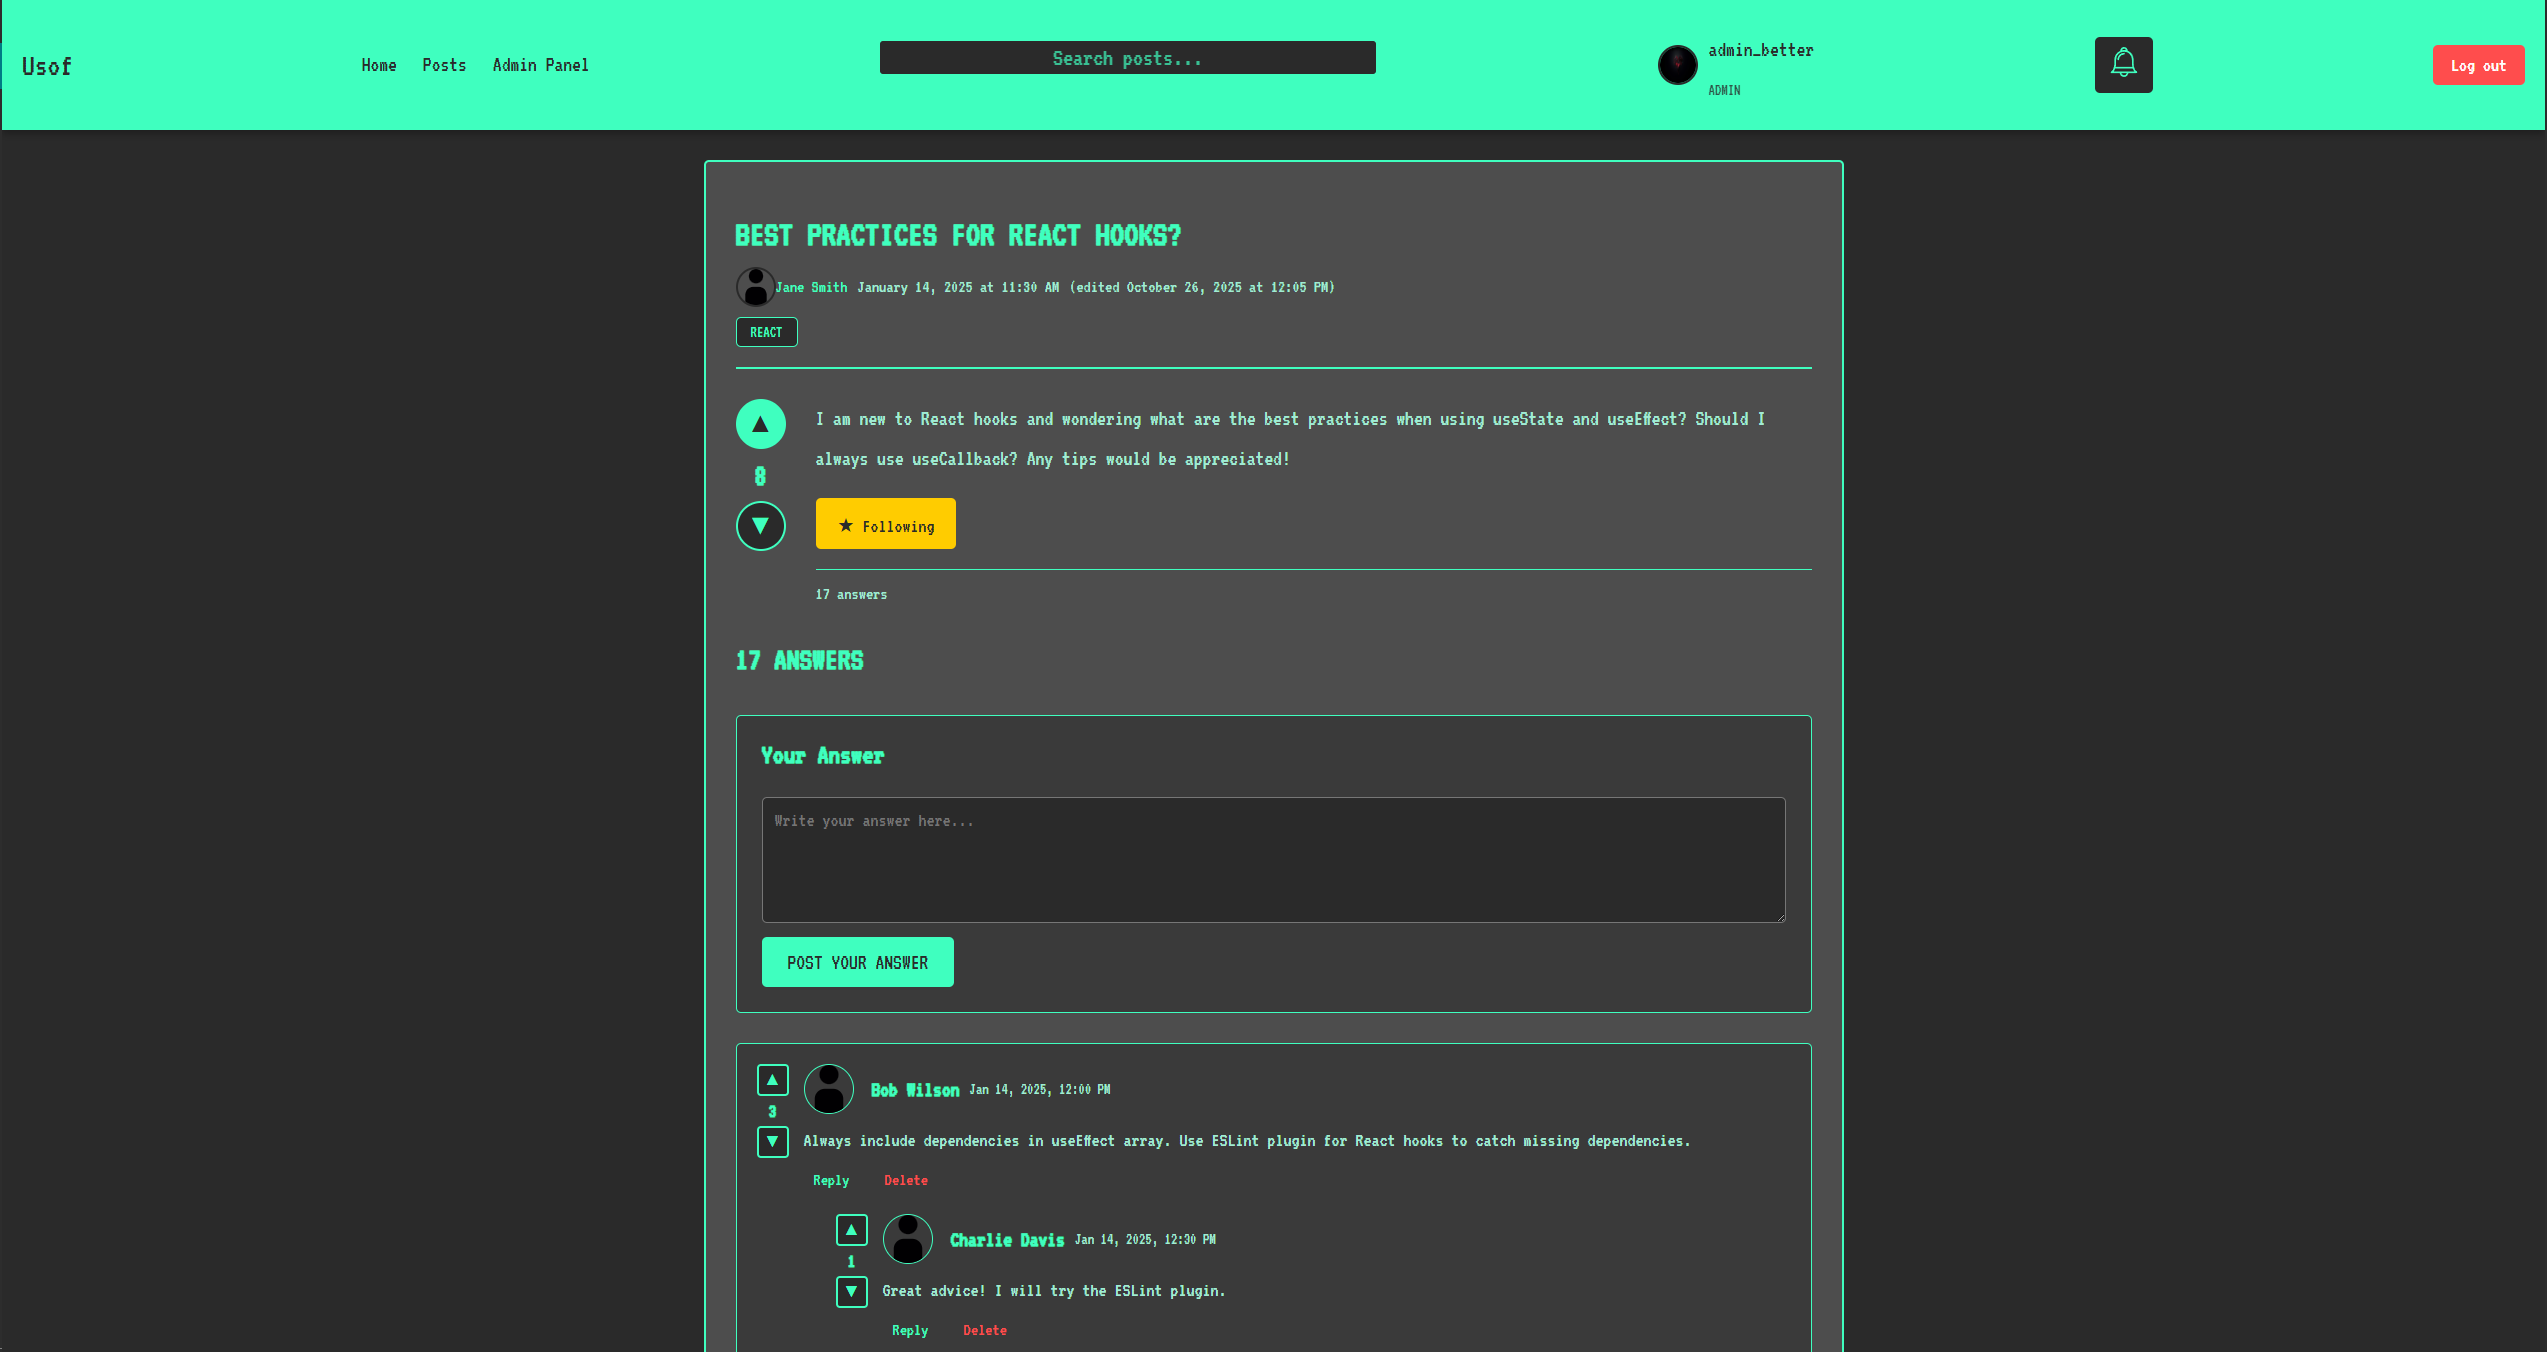 Usof
Home Posts Admin Panel
Search posts...
admin_better
ADMIN
Log out
BEST PRACTICES FOR REACT HOOKS?
Jane Smith January 14, 2025 at 11:30 AM (edited October 26, 2025 at 12:05 PM)
REACT
▲
8
▼
I am new to React hooks and wondering what are the best practices when using useState and useEffect? Should I
always use useCallback? Any tips would be appreciated!
★ Following
17 answers
17 ANSWERS
Your Answer
Write your answer here...
POST YOUR ANSWER
▲
3
▼
Bob Wilson Jan 14, 2025, 12:00 PM
Always include dependencies in useEffect array. Use ESLint plugin for React hooks to catch missing dependencies.
Reply Delete
▲
1
▼
Charlie Davis Jan 14, 2025, 12:30 PM
Great advice! I will try the ESLint plugin.
Reply Delete